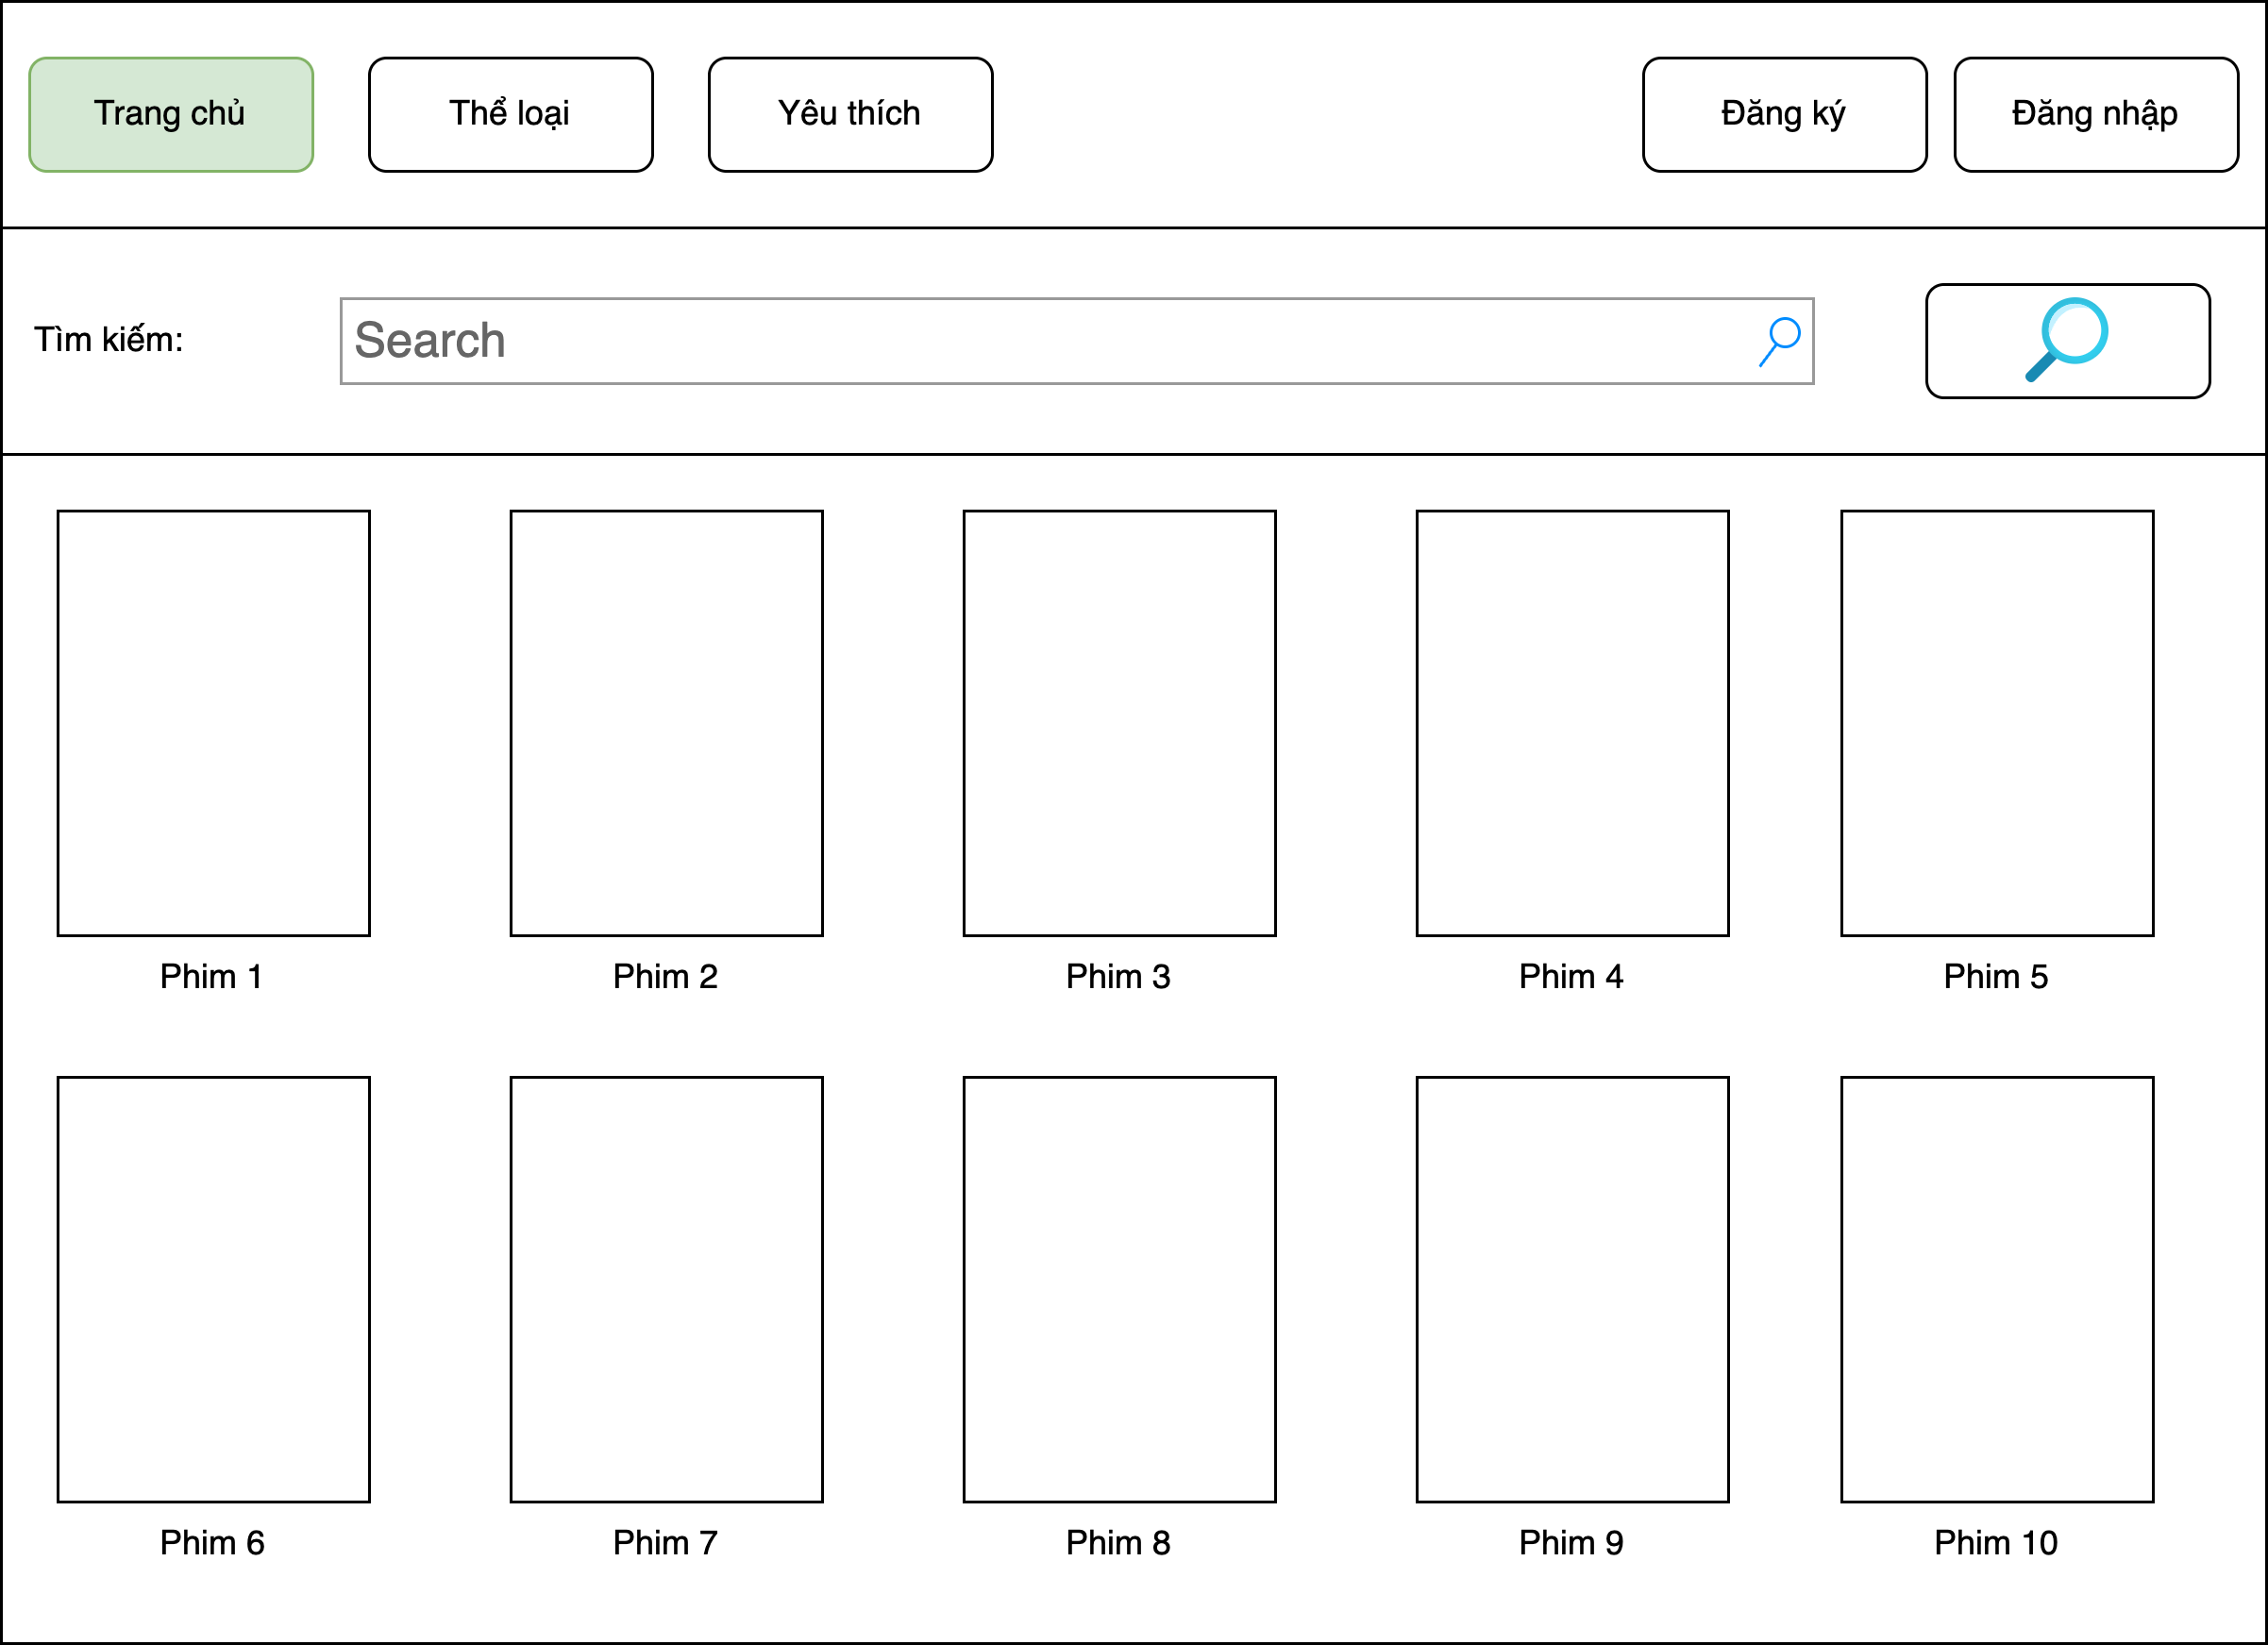 Trang chủ
Thể loại
Yêu thích
Đăng ký
Đăng nhập
Tìm kiếm:
Search
Phim 1
Phim 2
Phim 3
Phim 4
Phim 5
Phim 6
Phim 7
Phim 8
Phim 9
Phim 10